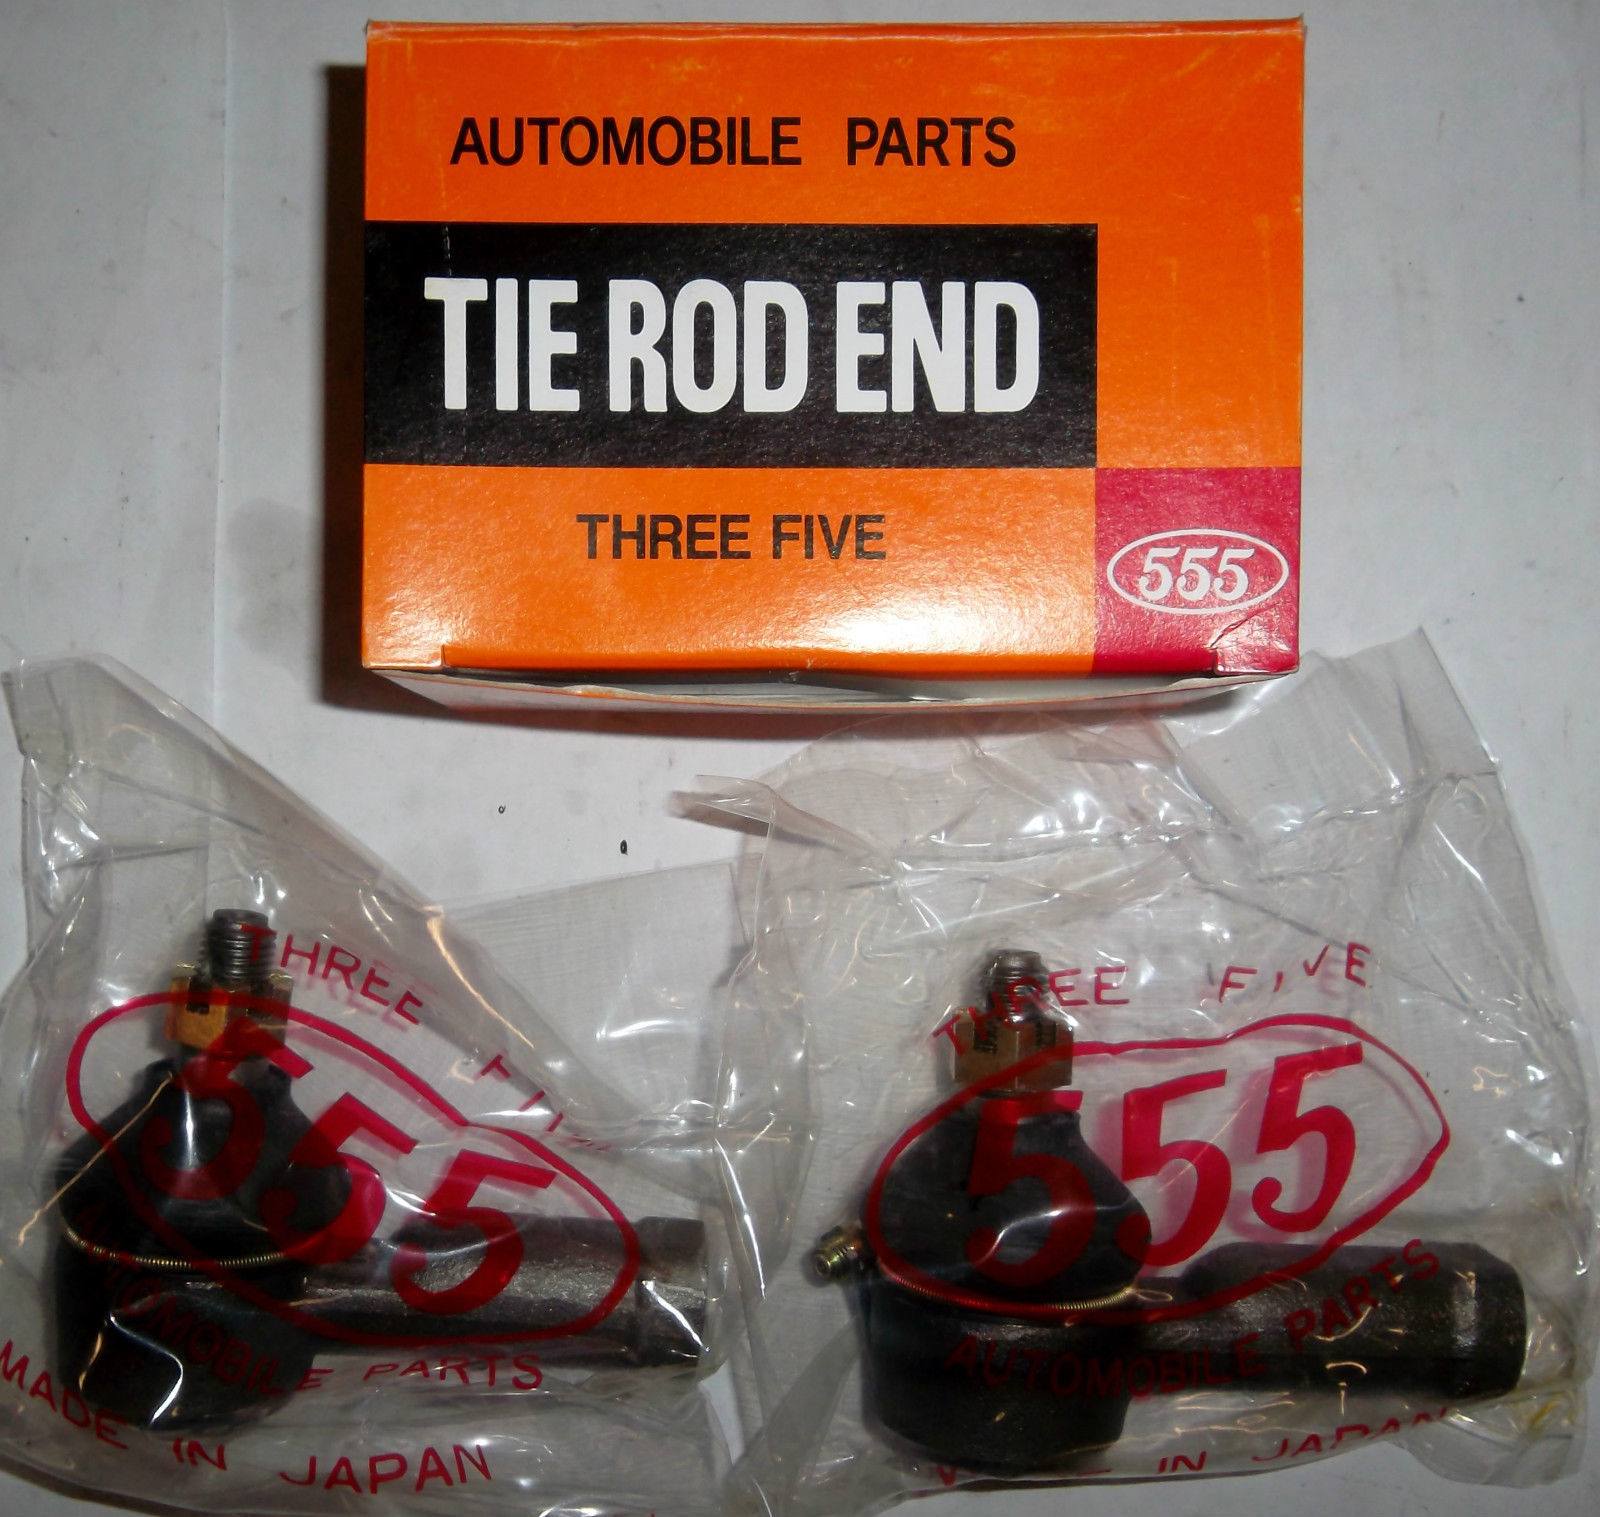 AUTOMOBILE PARTS
TIE ROD END
THREE FIVE
555
THREE
555
AUTOMOBILE PARTS
MADE IN JAPAN
THREE FIVE
555
AUTOMOBILE PARTS
IN JAPAN